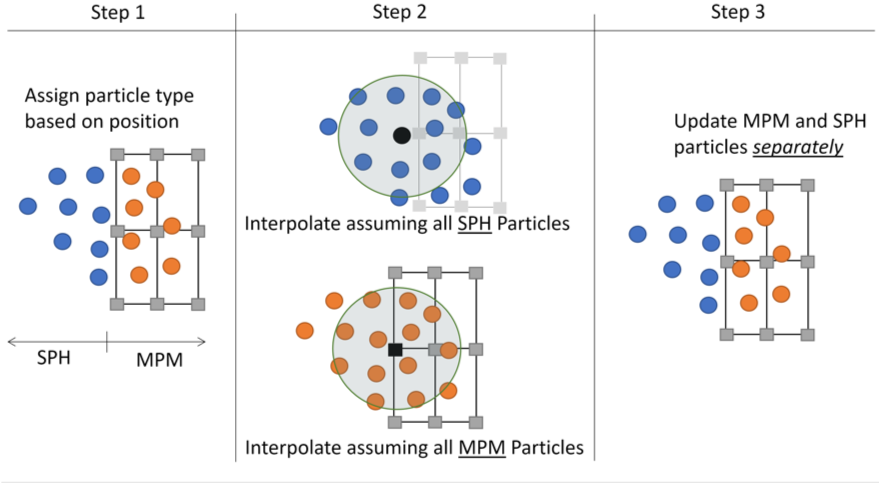 Step 1
Step 2
Step 3
Assign particle type
based on position
SPH
MPM
Interpolate assuming all SPH Particles
Interpolate assuming all MPM Particles
Update MPM and SPH
particles separately